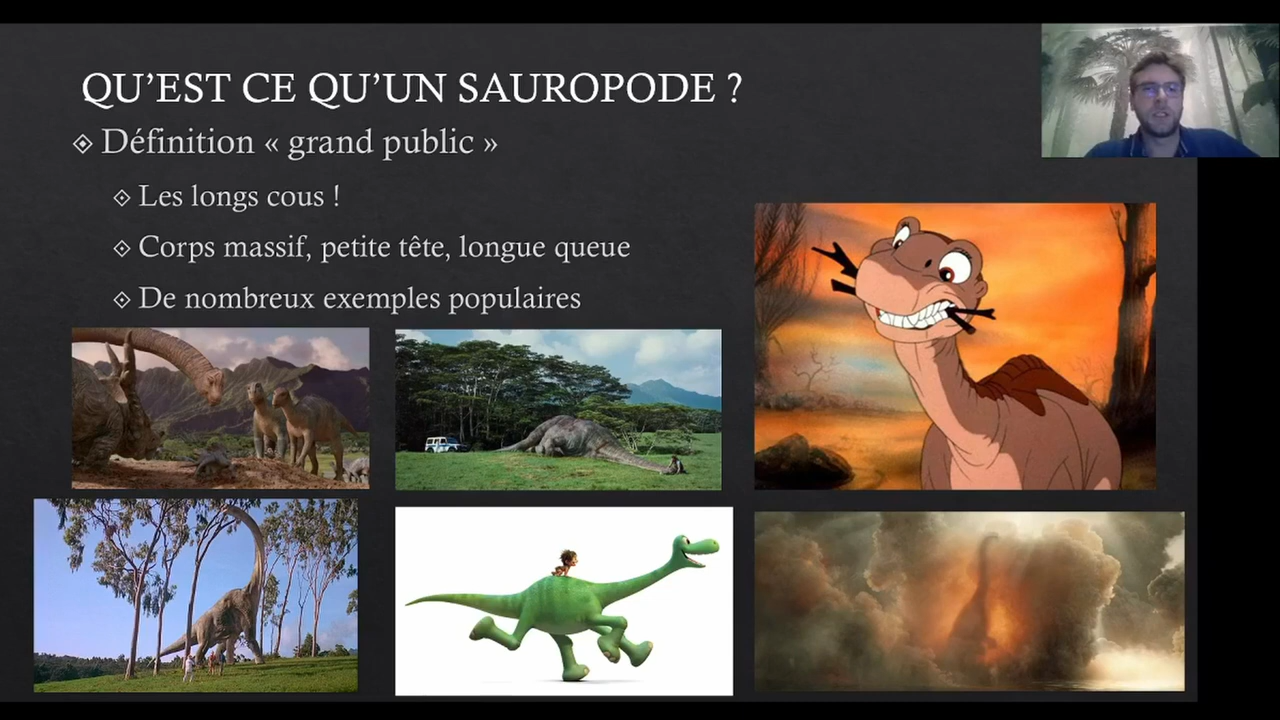 QU’EST CE QU’UN SAUROPODE ?
Définition « grand public »
Les longs cous !
Corps massif, petite tête, longue queue
De nombreux exemples populaires